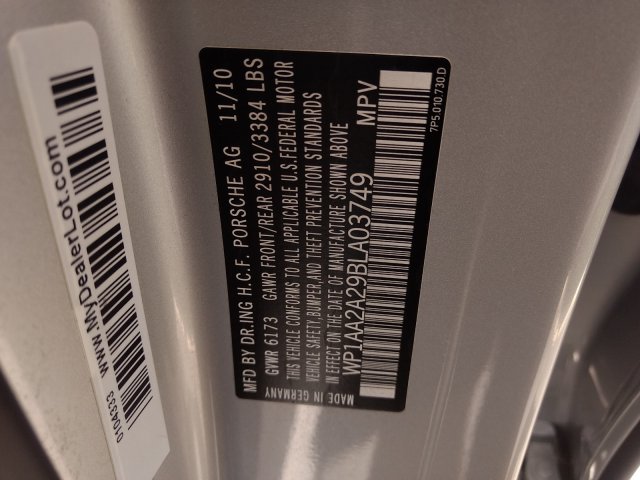 www.MyDealerLot.com
0104333
MFD BY DR.ING H.C.F. PORSCHE AG 11/10
GVWR 6173 GAWR FRONT/REAR 2910/3384 LBS
THIS VEHICLE CONFORMS TO ALL APPLICABLE U.S.FEDERAL MOTOR
VEHICLE SAFETY,BUMPER,AND THEFT PREVENTION STANDARDS
IN EFFECT ON THE DATE OF MANUFACTURE SHOWN ABOVE
WP1AA2A29BLA03749 MPV
MADE IN GERMANY
7P5.010.730.D